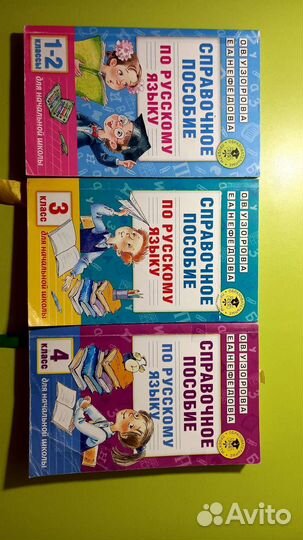 О.В. УЗОРОВА
Е.А. НЕФЁДОВА
СПРАВОЧНОЕ
ПОСОБИЕ
ПО РУССКОМУ
ЯЗЫКУ
1-2
КЛАССЫ
для начальной школы
О.В. УЗОРОВА
Е.А. НЕФЁДОВА
СПРАВОЧНОЕ
ПОСОБИЕ
ПО РУССКОМУ
ЯЗЫКУ
3
КЛАСС
для начальной школы
О.В. УЗОРОВА
Е.А. НЕФЁДОВА
СПРАВОЧНОЕ
ПОСОБИЕ
ПО РУССКОМУ
ЯЗЫКУ
4
КЛАСС
для начальной школы
Avito